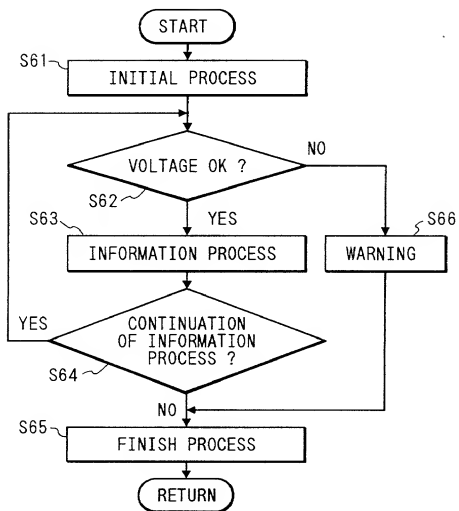 START
S61
INITIAL PROCESS
VOLTAGE OK ?
NO
S62
YES
S63
INFORMATION PROCESS
S66
WARNING
YES
CONTINUATION
OF INFORMATION
PROCESS ?
S64
NO
S65
FINISH PROCESS
RETURN